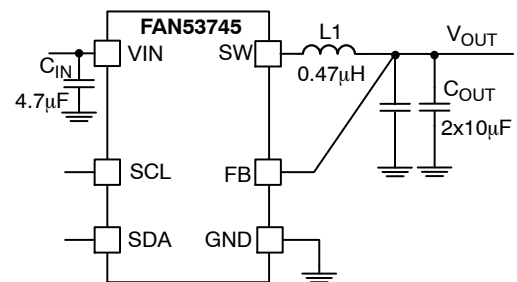 FAN53745
VIN
SW
L1
0.47μH
VOUT
CIN
4.7μF
COUT
2x10μF
SCL
FB
SDA
GND